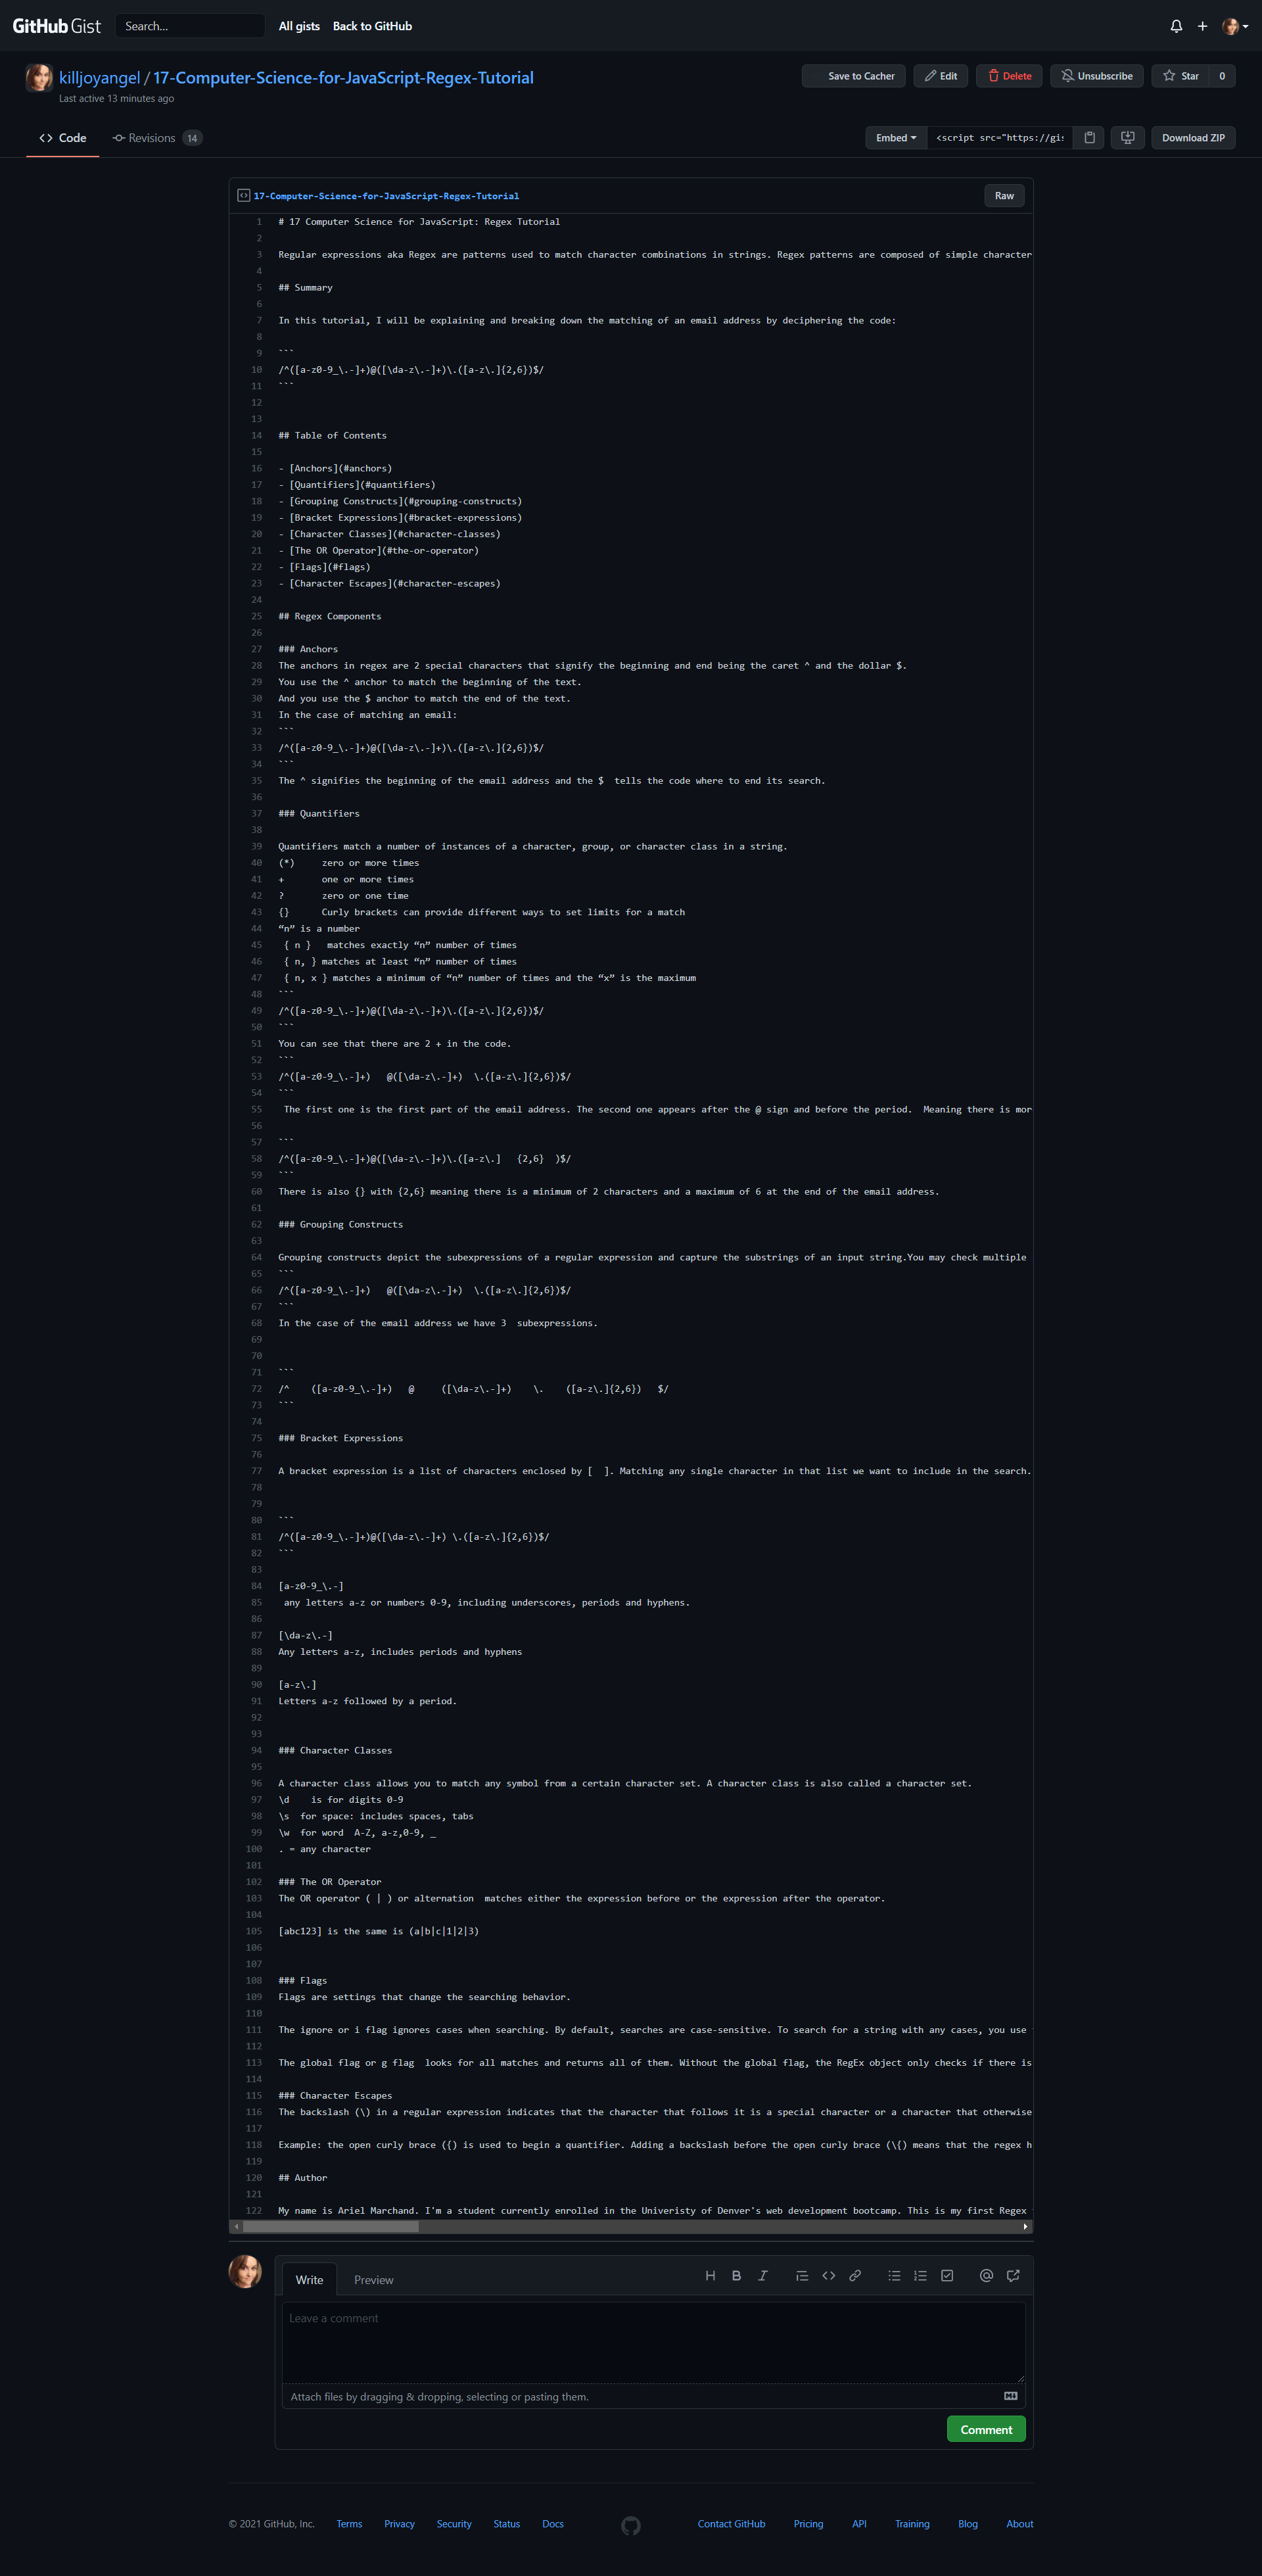 GitHub Gist
Search...
All gists
Back to GitHub
killjoyangel / 17-Computer-Science-for-JavaScript-Regex-Tutorial
Last active 13 minutes ago
Save to Cacher
Edit
Delete
Unsubscribe
Star
0
Code
Revisions 14
Embed
<script src="https://gis
Download ZIP
17-Computer-Science-for-JavaScript-Regex-Tutorial
Raw
1 # 17 Computer Science for JavaScript: Regex Tutorial
2
3 Regular expressions aka Regex are patterns used to match character combinations in strings. Regex patterns are composed of simple character
4
5 ## Summary
6
7 In this tutorial, I will be explaining and breaking down the matching of an email address by deciphering the code:
8
9 ```
10 /^([a-z0-9_\.-]+)@([\da-z\.-]+)\.([a-z\.]{2,6})$/
11 ```
12
13
14 ## Table of Contents
15
16 - [Anchors](#anchors)
17 - [Quantifiers](#quantifiers)
18 - [Grouping Constructs](#grouping-constructs)
19 - [Bracket Expressions](#bracket-expressions)
20 - [Character Classes](#character-classes)
21 - [The OR Operator](#the-or-operator)
22 - [Flags](#flags)
23 - [Character Escapes](#character-escapes)
24
25 ## Regex Components
26
27 ### Anchors
28 The anchors in regex are 2 special characters that signify the beginning and end being the caret ^ and the dollar $.
29 You use the ^ anchor to match the beginning of the text.
30 And you use the $ anchor to match the end of the text.
31 In the case of matching an email:
32 ```
33 /^([a-z0-9_\.-]+)@([\da-z\.-]+)\.([a-z\.]{2,6})$/
34 ```
35 The ^ signifies the beginning of the email address and the $  tells the code where to end its search.
36
37 ### Quantifiers
38
39 Quantifiers match a number of instances of a character, group, or character class in a string.
40 (*)     zero or more times
41 +       one or more times
42 ?       zero or one time
43 {}      Curly brackets can provide different ways to set limits for a match
44 “n” is a number
45  { n }   matches exactly “n” number of times
46  { n, } matches at least “n” number of times
47  { n, x } matches a minimum of “n” number of times and the “x” is the maximum
48 ```
49 /^([a-z0-9_\.-]+)@([\da-z\.-]+)\.([a-z\.]{2,6})$/
50 ```
51 You can see that there are 2 + in the code.
52 ```
53 /^([a-z0-9_\.-]+)   @([\da-z\.-]+)  \.([a-z\.]{2,6})$/
54 ```
55  The first one is the first part of the email address. The second one appears after the @ sign and before the period.  Meaning there is mor
56
57 ```
58 /^([a-z0-9_\.-]+)@([\da-z\.-]+)\.([a-z\.]   {2,6}  )$/
59 ```
60 There is also {} with {2,6} meaning there is a minimum of 2 characters and a maximum of 6 at the end of the email address.
61
62 ### Grouping Constructs
63
64 Grouping constructs depict the subexpressions of a regular expression and capture the substrings of an input string.You may check multiple
65 ```
66 /^([a-z0-9_\.-]+)   @([\da-z\.-]+)  \.([a-z\.]{2,6})$/
67 ```
68 In the case of the email address we have 3  subexpressions.
69
70
71 ```
72 /^    ([a-z0-9_\.-]+)   @     ([\da-z\.-]+)    \.    ([a-z\.]{2,6})   $/
73 ```
74
75 ### Bracket Expressions
76
77 A bracket expression is a list of characters enclosed by [  ]. Matching any single character in that list we want to include in the search.
78
79
80 ```
81 /^([a-z0-9_\.-]+)@([\da-z\.-]+) \.([a-z\.]{2,6})$/
82 ```
83
84 [a-z0-9_\.-]
85  any letters a-z or numbers 0-9, including underscores, periods and hyphens.
86
87 [\da-z\.-]
88 Any letters a-z, includes periods and hyphens
89
90 [a-z\.]
91 Letters a-z followed by a period.
92
93
94 ### Character Classes
95
96 A character class allows you to match any symbol from a certain character set. A character class is also called a character set.
97 \d    is for digits 0-9
98 \s  for space: includes spaces, tabs
99 \w  for word  A-Z, a-z,0-9, _
100 . = any character
101
102 ### The OR Operator
103 The OR operator ( | ) or alternation  matches either the expression before or the expression after the operator.
104
105 [abc123] is the same is (a|b|c|1|2|3)
106
107
108 ### Flags
109 Flags are settings that change the searching behavior.
110
111 The ignore or i flag ignores cases when searching. By default, searches are case-sensitive. To search for a string with any cases, you use
112
113 The global flag or g flag  looks for all matches and returns all of them. Without the global flag, the RegEx object only checks if there is
114
115 ### Character Escapes
116 The backslash (\) in a regular expression indicates that the character that follows it is a special character or a character that otherwise
117
118 Example: the open curly brace ({) is used to begin a quantifier. Adding a backslash before the open curly brace (\{) means that the regex h
119
120 ## Author
121
122 My name is Ariel Marchand. I'm a student currently enrolled in the Univeristy of Denver's web development bootcamp. This is my first Regex
Write
Preview
Leave a comment
Attach files by dragging & dropping, selecting or pasting them.
Comment
© 2021 GitHub, Inc.
Terms
Privacy
Security
Status
Docs
Contact GitHub
Pricing
API
Training
Blog
About